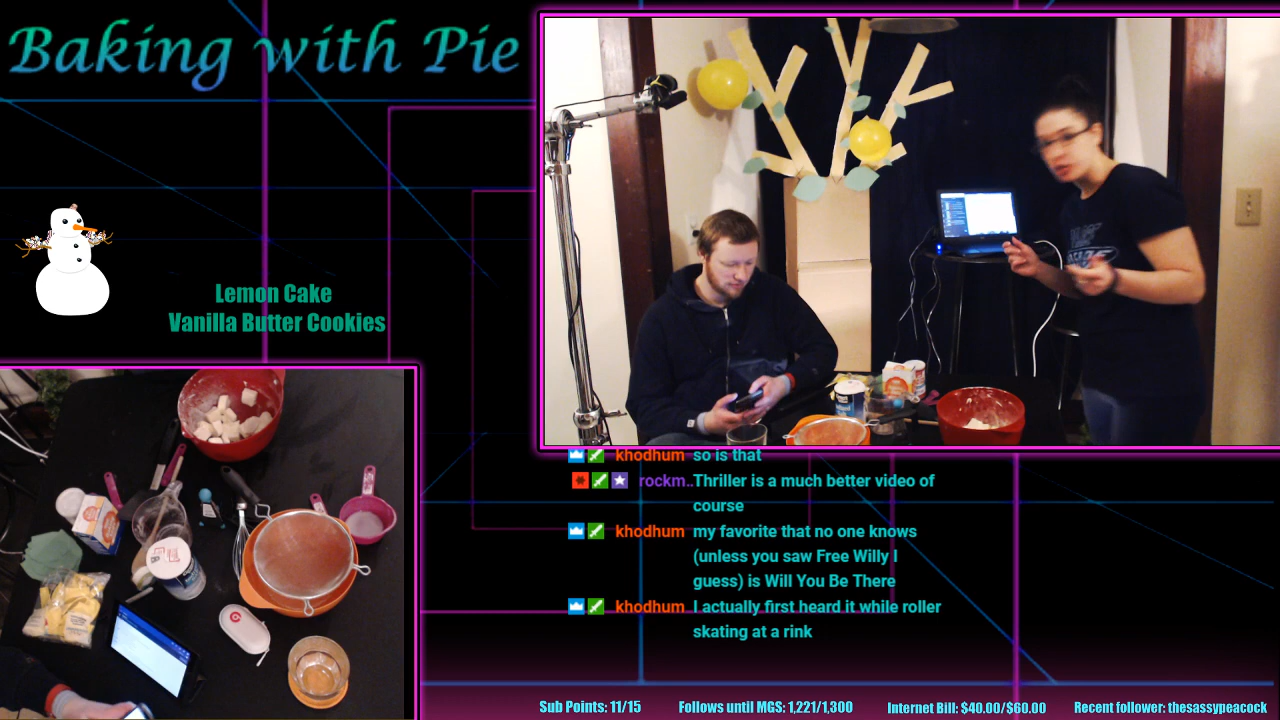 Baking with Pie
Lemon Cake
Vanilla Butter Cookies
khodhum so is that
rockm.. Thriller is a much better video of
course
khodhum my favorite that no one knows
(unless you saw Free Willy I
guess) is Will You Be There
khodhum I actually first heard it while roller
skating at a rink
Sub Points: 11/15
Follows until MGS: 1,221/1,300
Internet Bill: $40.00/$60.00
Recent follower: thesassypeacock